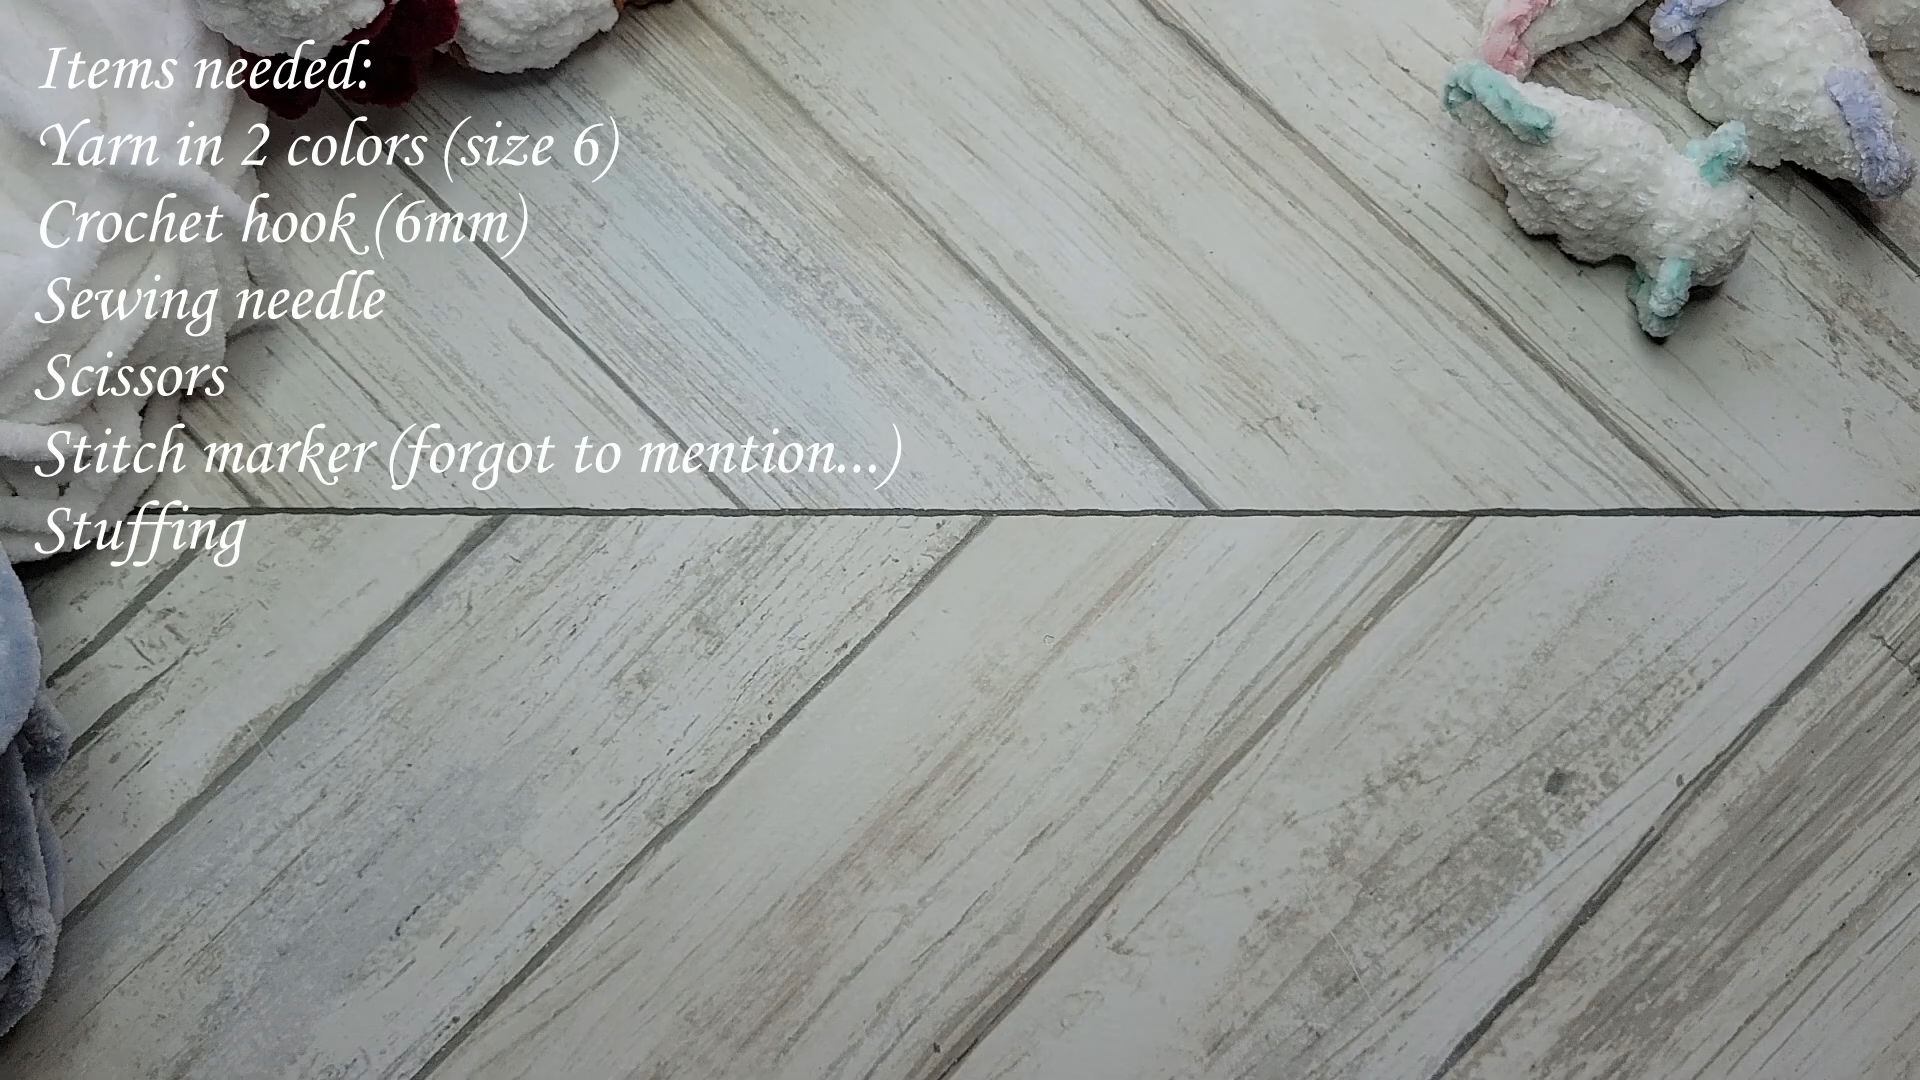 Items needed:
Yarn in 2 colors (size 6)
Crochet hook (6mm)
Sewing needle
Scissors
Stitch marker (forgot to mention...)
Stuffing